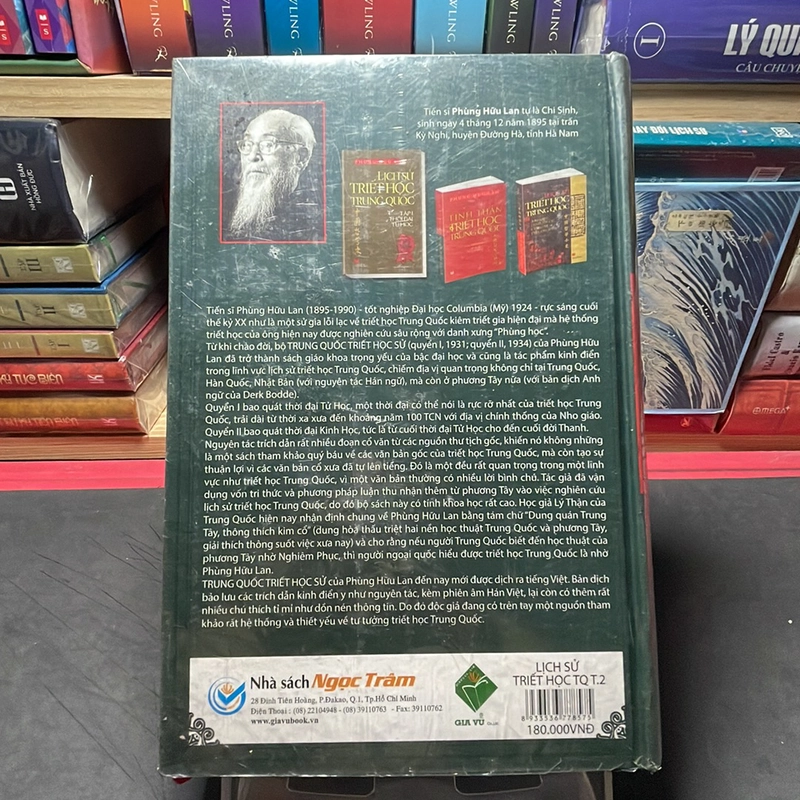 LÝ QU
CÂU CHUYỆ
NHÀ XUẤT BẢN
HỒNG ĐỨC
III
II
OMEGA
Tiến sĩ Phùng Hữu Lan tự là Chi Sinh,
sinh ngày 4 tháng 12 năm 1895 tại trấn
Kỳ Nghi, huyện Đường Hà, tỉnh Hà Nam
LỊCH SỬ
TRIẾT HỌC
TRUNG QUỐC
TINH THẦN
TRIẾT HỌC
TRUNG QUỐC
TRIẾT HỌC
TRUNG QUỐC
Tiến sĩ Phùng Hữu Lan (1895-1990) - tốt nghiệp Đại học Columbia (Mỹ) 1924 - rực sáng cuối
thế kỷ XX như là một sử gia lỗi lạc về triết học Trung Quốc kiêm triết gia hiện đại mà hệ thống
triết học của ông hiện nay được nghiên cứu sâu rộng với danh xưng "Phùng học".
Từ khi chào đời, bộ TRUNG QUỐC TRIẾT HỌC SỬ (quyển I, 1931; quyển II, 1934) của Phùng Hữu
Lan đã trở thành sách giáo khoa trọng yếu của bậc đại học và cũng là tác phẩm kinh điển
trong lĩnh vực lịch sử triết học Trung Quốc, chiếm địa vị quan trọng không chỉ tại Trung Quốc,
Hàn Quốc, Nhật Bản (với nguyên tác Hán ngữ), mà còn ở phương Tây nữa (với bản dịch Anh
ngữ của Derk Bodde).
Quyển I bao quát thời đại Tử Học, một thời đại có thể nói là rực rỡ nhất của triết học Trung
Quốc, trải dài từ thời xa xưa đến khoảng năm 100 TCN với địa vị chính thống của Nho giáo.
Quyển II bao quát thời đại Kinh Học, tức là từ cuối thời đại Tử Học cho đến cuối đời Thanh.
Nguyên tác trích dẫn rất nhiều đoạn cổ văn từ các nguồn thư tịch gốc, khiến nó không những
là một sách tham khảo quý báu về các văn bản gốc của triết học Trung Quốc, mà còn tạo sự
thuận lợi vì các văn bản cổ xưa đã tự lên tiếng. Đó là một đều rất quan trọng trong một lĩnh
vực như triết học Trung Quốc, vì một văn bản thường có nhiều lời bình chú. Tác giả đã vận
dụng vốn tri thức và phương pháp luận thu nhận thêm từ phương Tây vào việc nghiên cứu
lịch sử triết học Trung Quốc, do đó bộ sách này có tính khoa học rất cao. Học giả Lý Thận của
Trung Quốc hiện nay nhận định chung về Phùng Hữu Lan bằng tám chữ "Dung quán Trung
Tây, thông thích kim cổ" (dung hoà thấu triệt hai nền học thuật Trung Quốc và phương Tây,
giải thích thông suốt việc xưa nay) và cho rằng nếu người Trung Quốc biết đến học thuật của
phương Tây nhờ Nghiêm Phục, thì người ngoại quốc hiểu được triết học Trung Quốc là nhờ
Phùng Hữu Lan.
TRUNG QUỐC TRIẾT HỌC SỬ của Phùng Hữu Lan đến nay mới được dịch ra tiếng Việt. Bản dịch
bảo lưu các trích dẫn kinh điển y như nguyên tác, kèm phiên âm Hán Việt, lại còn có thêm rất
nhiều chú thích tỉ mỉ như dồn nén thông tin. Do đó độc giả đang có trên tay một nguồn tham
khảo rất hệ thống và thiết yếu về tư tưởng triết học Trung Quốc.
Nhà sách Ngọc Trâm
28 Đinh Tiên Hoàng, P.Đakao, Q.1, Tp.Hồ Chí Minh
Điện Thoại : (08) 22104948 - (08) 39110763 - Fax: 39110762
www.giavubook.vn
GIA VŨ Co.,Ltd
LỊCH SỬ
TRIẾT HỌC TQ T.2
8 935536 778575
180.000VNĐ